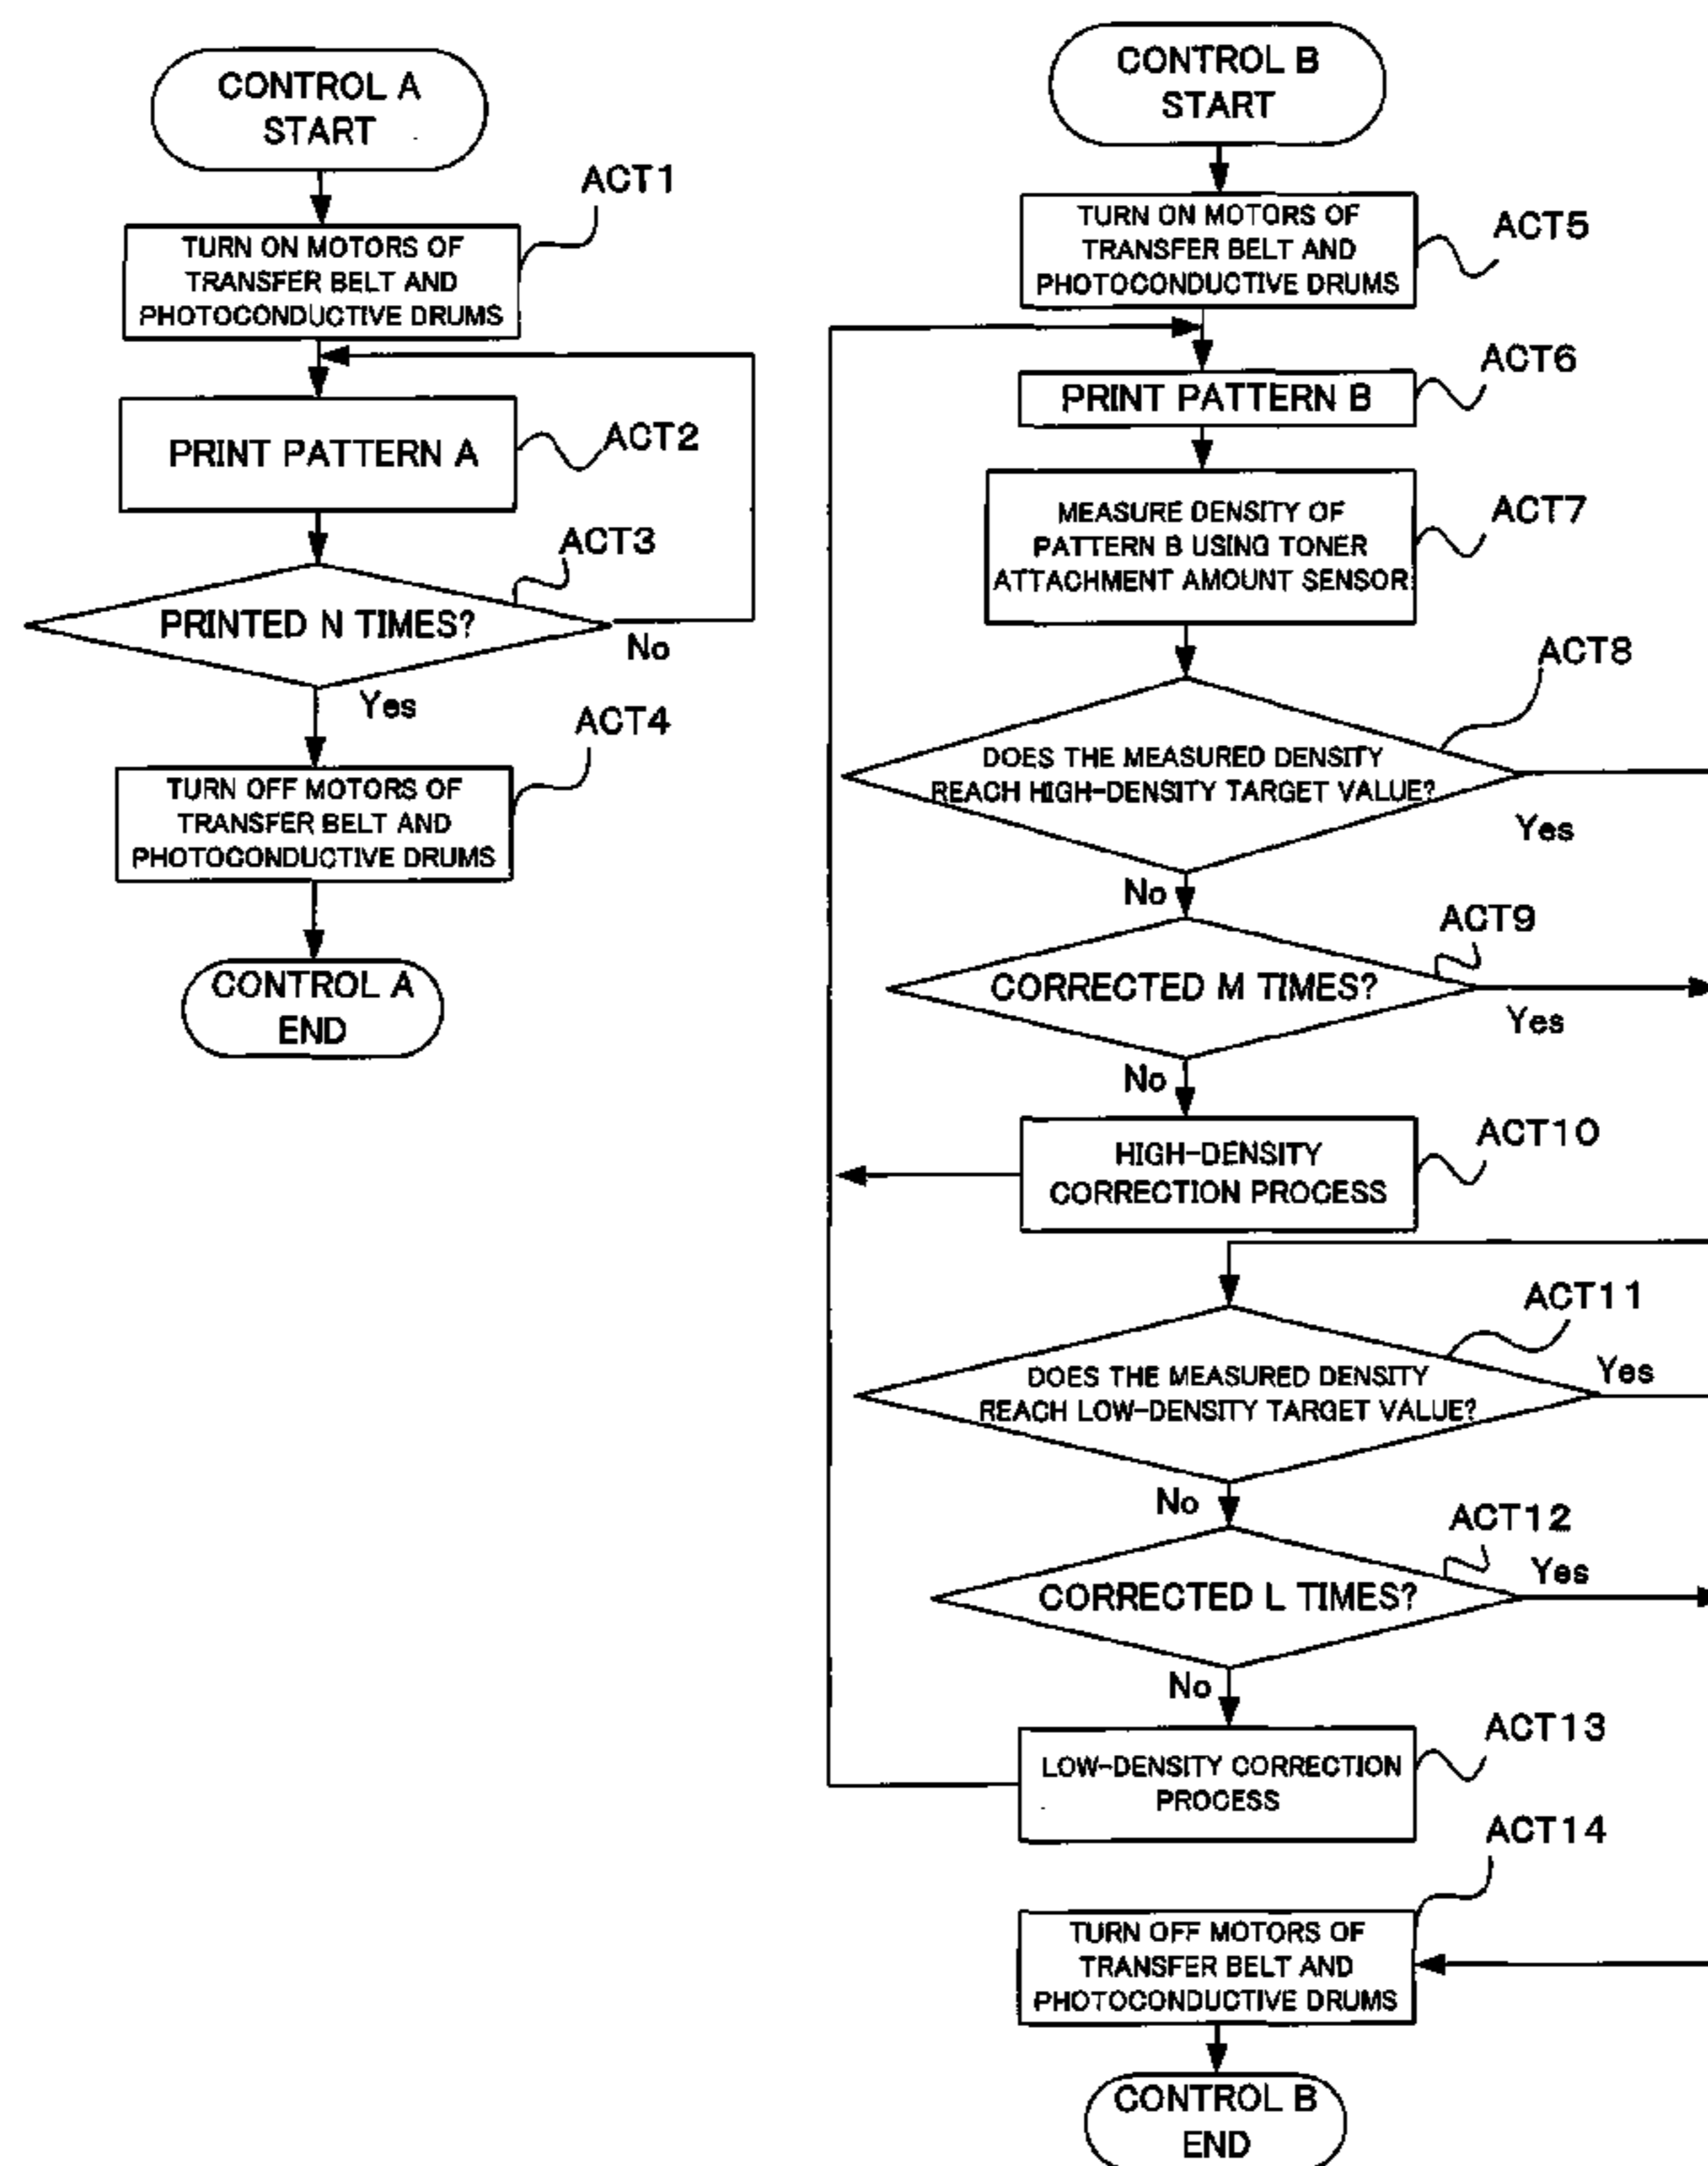 CONTROL A
START
ACT1
TURN ON MOTORS OF
TRANSFER BELT AND
PHOTOCONDUCTIVE DRUMS
PRINT PATTERN A
ACT2
ACT3
PRINTED N TIMES?
No
Yes
ACT4
TURN OFF MOTORS OF
TRANSFER BELT AND
PHOTOCONDUCTIVE DRUMS
CONTROL A
END
CONTROL B
START
TURN ON MOTORS OF
TRANSFER BELT AND
PHOTOCONDUCTIVE DRUMS
ACT5
ACT6
PRINT PATTERN B
ACT7
MEASURE DENSITY OF
PATTERN B USING TONER
ATTACHMENT AMOUNT SENSOR
ACT8
DOES THE MEASURED DENSITY
REACH HIGH-DENSITY TARGET VALUE?
Yes
No
ACT9
CORRECTED M TIMES?
Yes
No
ACT10
HIGH-DENSITY
CORRECTION PROCESS
ACT11
DOES THE MEASURED DENSITY
REACH LOW-DENSITY TARGET VALUE?
Yes
No
ACT12
CORRECTED L TIMES?
Yes
No
ACT13
LOW-DENSITY CORRECTION
PROCESS
ACT14
TURN OFF MOTORS OF
TRANSFER BELT AND
PHOTOCONDUCTIVE DRUMS
CONTROL B
END